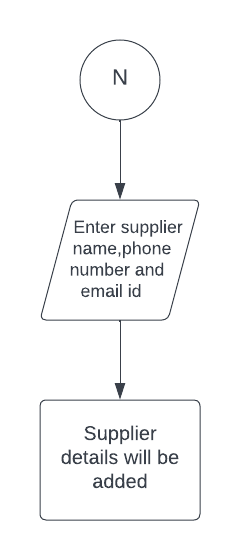 N
Enter supplier
name,phone
number and
email id
Supplier
details will be
added